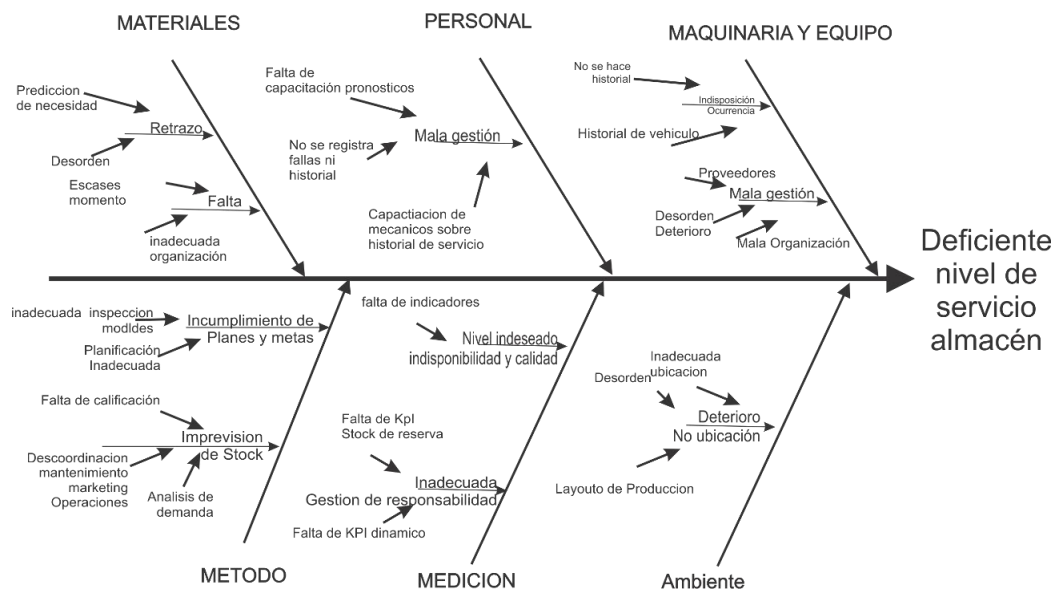 MATERIALES
PERSONAL
MAQUINARIA Y EQUIPO
Prediccion
de necesidad
Retrazo
Desorden
Escases
momento
Falta
inadecuada
organización
Falta de
capacitación pronosticos
Mala gestión
No se registra
fallas ni
historial
Capactiacion de
mecanicos sobre
historial de servicio
No se hace
historial
Indisposición
Ocurrencia
Historial de vehiculo
Proveedores
Mala gestión
Desorden
Deterioro
Mala Organización
Deficiente
nivel de
servicio
almacén
inadecuada inspeccion
modldes
Incumplimiento de
Planes y metas
Planificación
Inadecuada
Falta de calificación
Imprevision
de Stock
Descoordinacion
mantenimiento
marketing
Operaciones
Analisis de
demanda
falta de indicadores
Nivel indeseado
indisponibilidad y calidad
Falta de KpI
Stock de reserva
Inadecuada
Gestion de responsabilidad
Falta de KPI dinamico
Inadecuada
ubicacion
Desorden
Deterioro
No ubicación
Layouto de Produccion
METODO
MEDICION
Ambiente